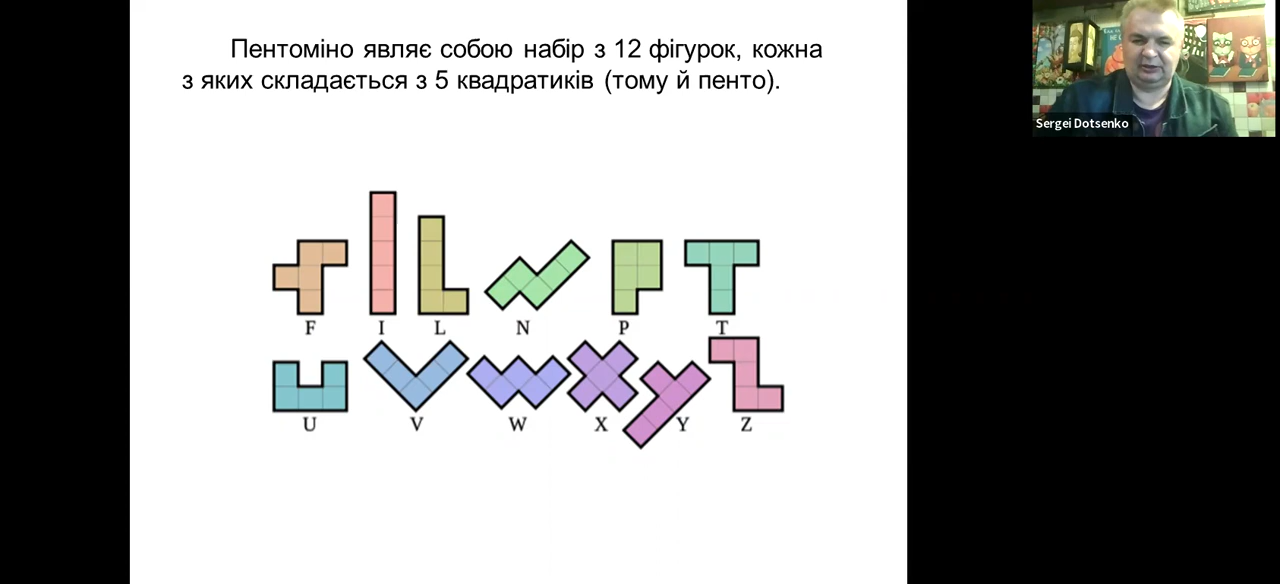 Пентоміно являє собою набір з 12 фігурок, кожна
з яких складається з 5 квадратиків (тому й пенто).
Sergei Dotsenko
F I L N P T
U V W X Y Z